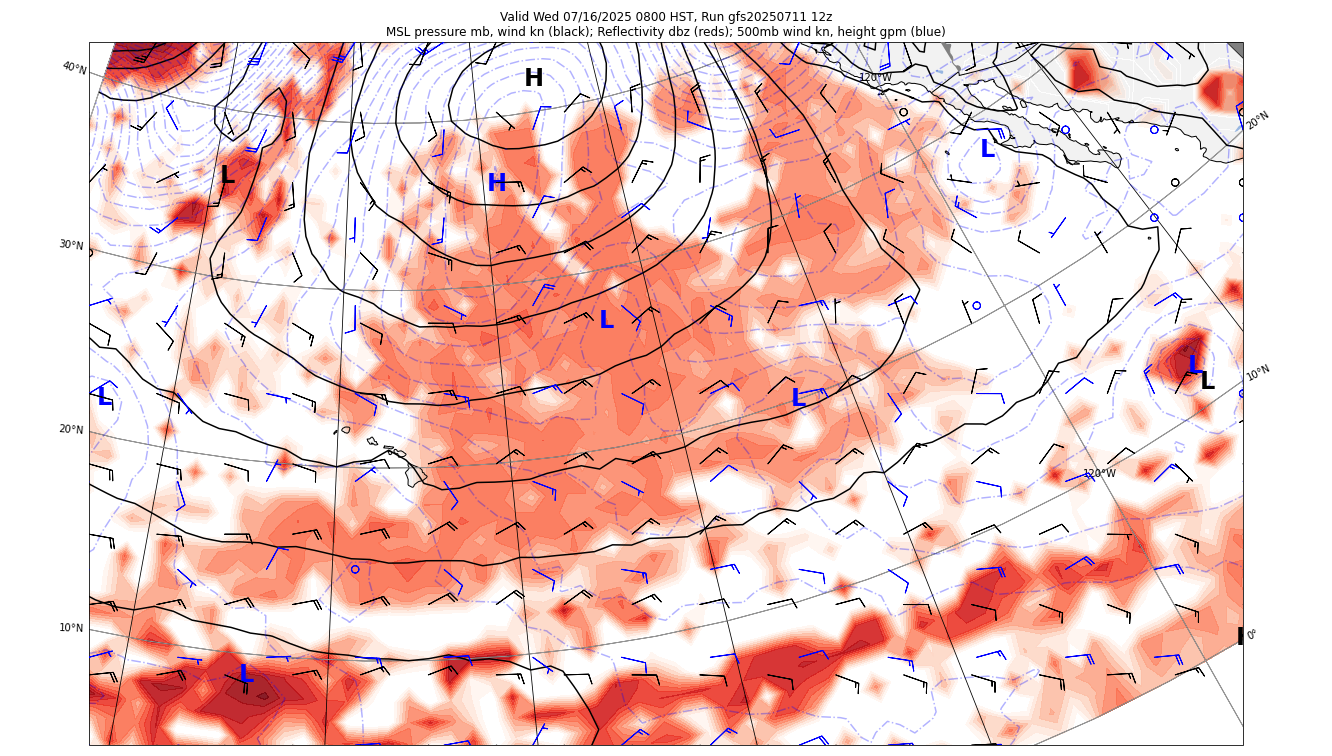 Valid Wed 07/16/2025 0800 HST, Run gfs20250711 12z
MSL pressure mb, wind kn (black); Reflectivity dbz (reds); 500mb wind kn, height gpm (blue)
40°N
H
120°W
20°N
L
L
H
30°N
L
L
L
10°N
L
L
20°N
120°W
10°N
0°
L